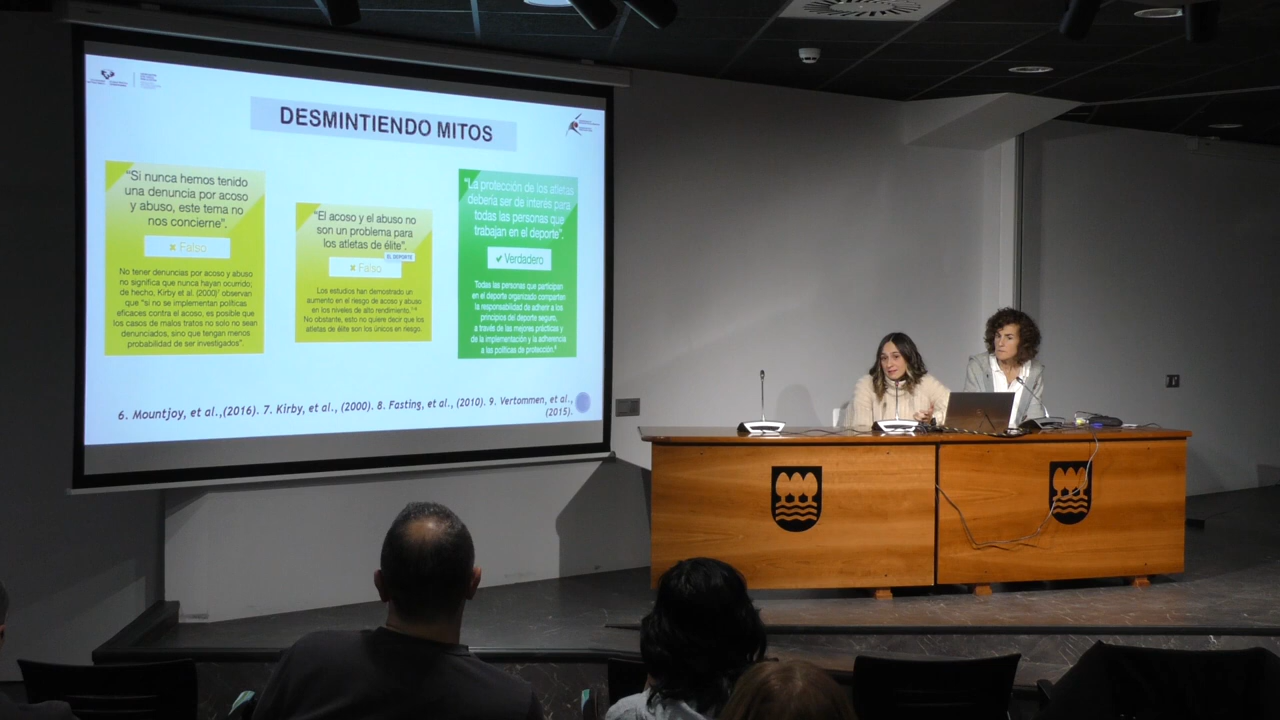 DESMINTIENDO MITOS
"Si nunca hemos tenido
una denuncia por acoso
y abuso, este tema no
nos concierne".
× Falso
No tener denuncias por acoso y abuso
no significa que nunca hayan ocurrido;
de hecho, Kirby et al. (2000)⁷ observan
que "si no se implementan políticas
eficaces contra el acoso, es posible que
los casos de malos tratos no solo no sean
denunciados, sino que tengan menos
probabilidad de ser investigados".
"El acoso y el abuso no
son un problema para
los atletas de élite".
EL DEPORTE
× Falso
Los estudios han demostrado un
aumento en el riesgo de acoso y abuso
en los niveles de alto rendimiento.
No obstante, esto no quiere decir que los
atletas de élite son los únicos en riesgo.
"La protección de los atletas
debería ser de interés para
todas las personas que
trabajan en el deporte".
✓ Verdadero
Todas las personas que participan
en el deporte organizado comparten
la responsabilidad de adherir a los
principios del deporte seguro,
a través de las mejores prácticas y
de la implementación y la adherencia
a las políticas de protección.⁶
6. Mountjoy, et al.,(2016). 7. Kirby, et al., (2000). 8. Fasting, et al., (2010). 9. Vertommen, et al.,
(2015).